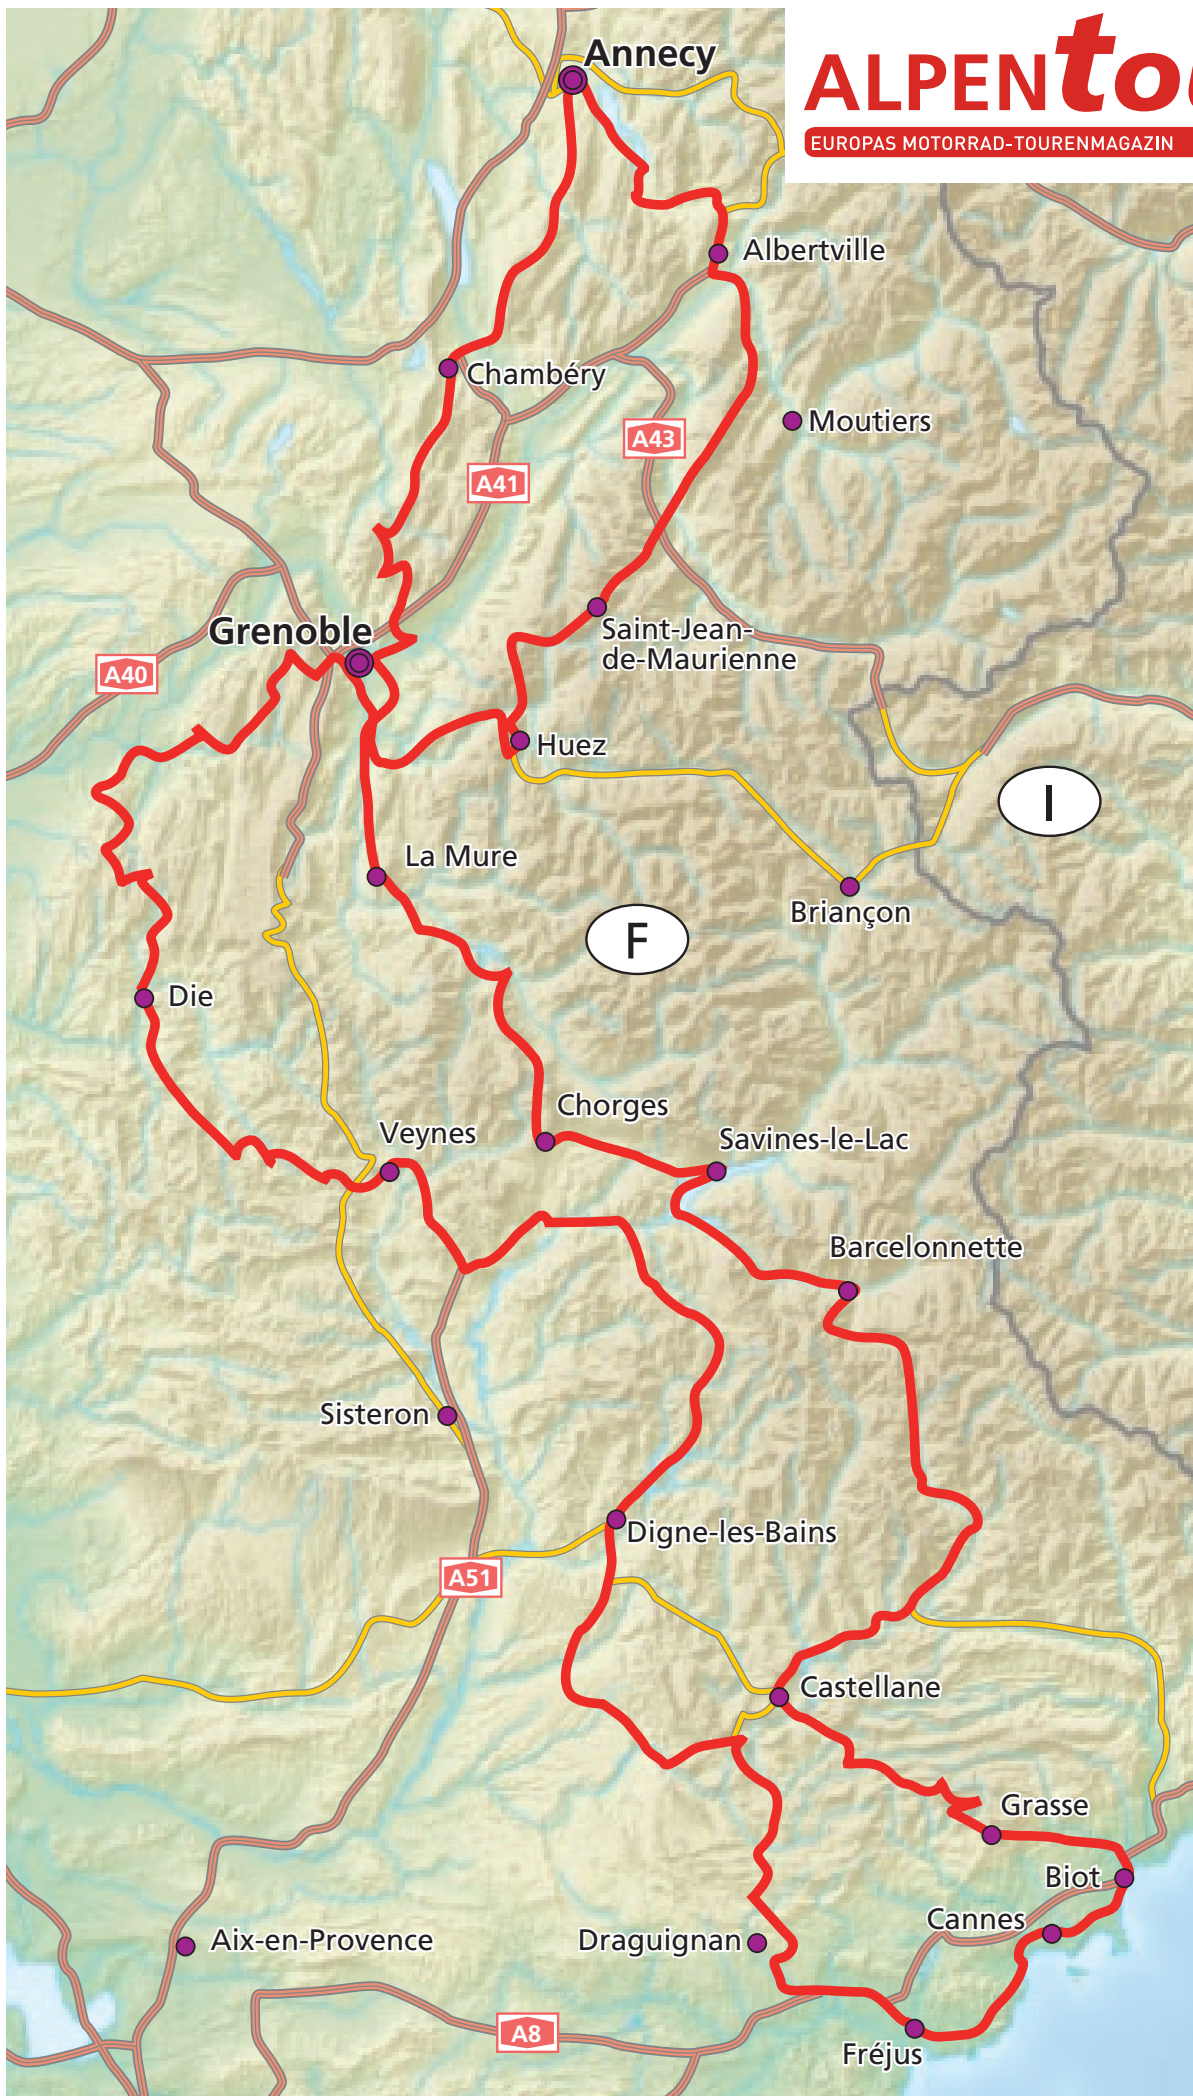 Annecy
ALPENtou
EUROPAS MOTORRAD-TOURENMAGAZIN
Albertville
Chambéry
Moutiers
A43
A41
Grenoble
Saint-Jean-
de-Maurienne
A40
Huez
I
La Mure
Briançon
F
Die
Chorges
Veynes
Savines-le-Lac
Barcelonnette
Sisteron
Digne-les-Bains
A51
Castellane
Grasse
Biot
Cannes
Aix-en-Provence
Draguignan
A8
Fréjus